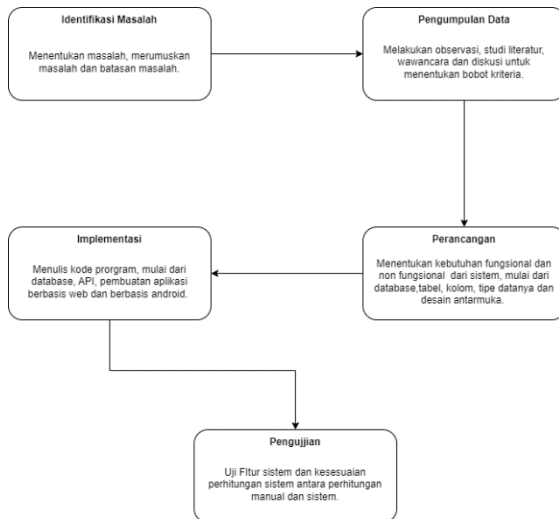 Identifikasi Masalah
Menentukan masalah, merumuskan
masalah dan batasan masalah.
Pengumpulan Data
Melakukan observasi, studi literatur,
wawancara dan diskusi untuk
menentukan bobot kriteria.
Implementasi
Menulis kode prorgram, mulai dari
database, API, pembuatan aplikasi
berbasis web dan berbasis android.
Perancangan
Menentukan kebutuhan fungsional dan
non fungsional dari sistem, mulai dari
database,tabel, kolom, tipe datanya dan
desain antarmuka.
Pengujjian
Uji FItur sistem dan kesesuaian
perhitungan sistem antara perhitungan
manual dan sistem.